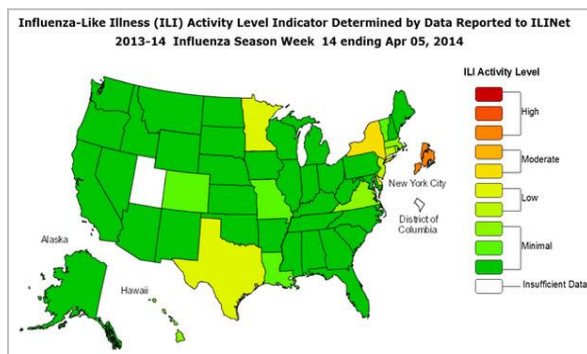 Influenza-Like Illness (ILI) Activity Level Indicator Determined by Data Reported to ILINet
2013-14 Influenza Season Week 14 ending Apr 05, 2014
ILI Activity Level
High
Moderate
Low
Minimal
Insufficient Data
New York City
District of
Columbia
Alaska
Hawaii